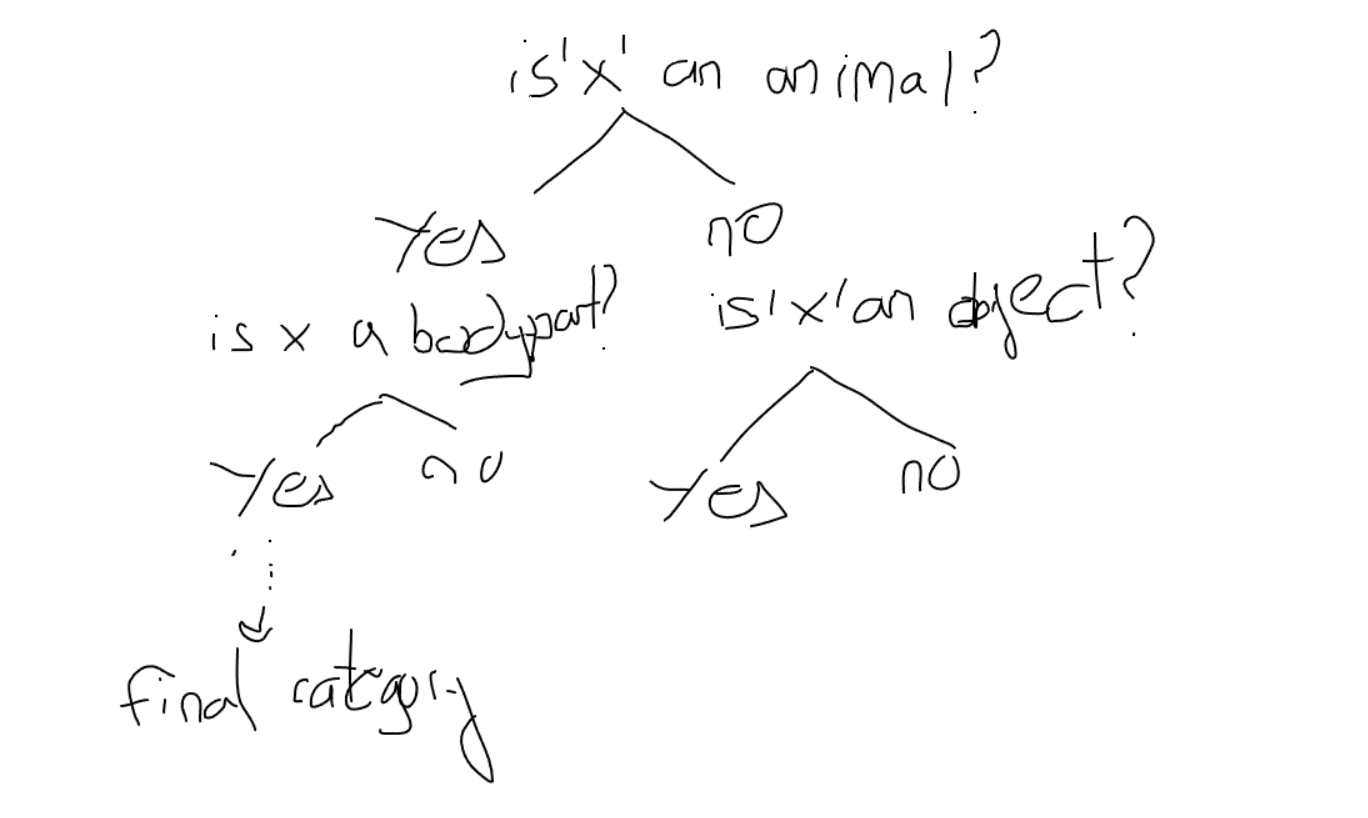 is 'x' an animal?
Yes
no
is x a bodypart?
is 'x' an object?
Yes
no
Yes
no
final category